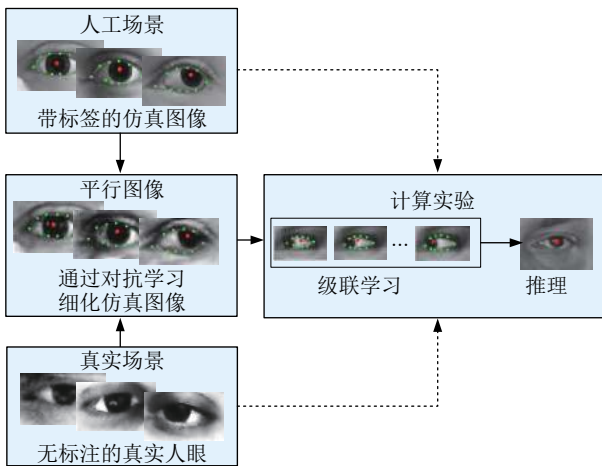 人工场景
带标签的仿真图像
平行图像
通过对抗学习
细化仿真图像
真实场景
无标注的真实人眼
计算实验
...
级联学习
推理